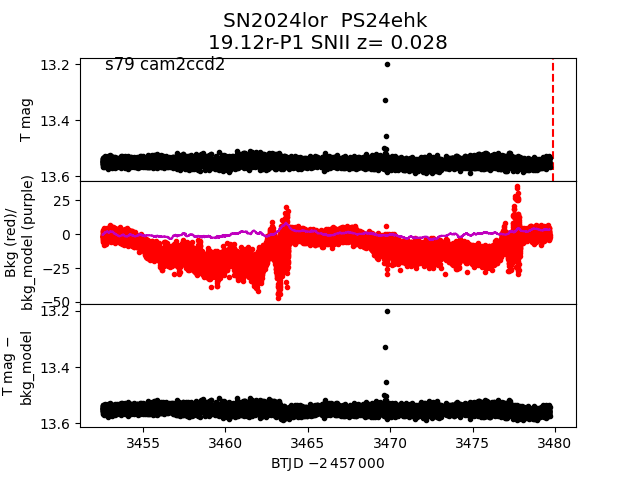 SN2024lor  PS24ehk
19.12r-P1 SNII z= 0.028
s79 cam2ccd2
13.2
13.4
13.6
T mag
25
0
−25
−50
Bkg (red)/
bkg_model (purple)
13.2
13.4
13.6
T mag −
bkg_model
3455 3460 3465 3470 3475 3480
BTJD −2 457 000